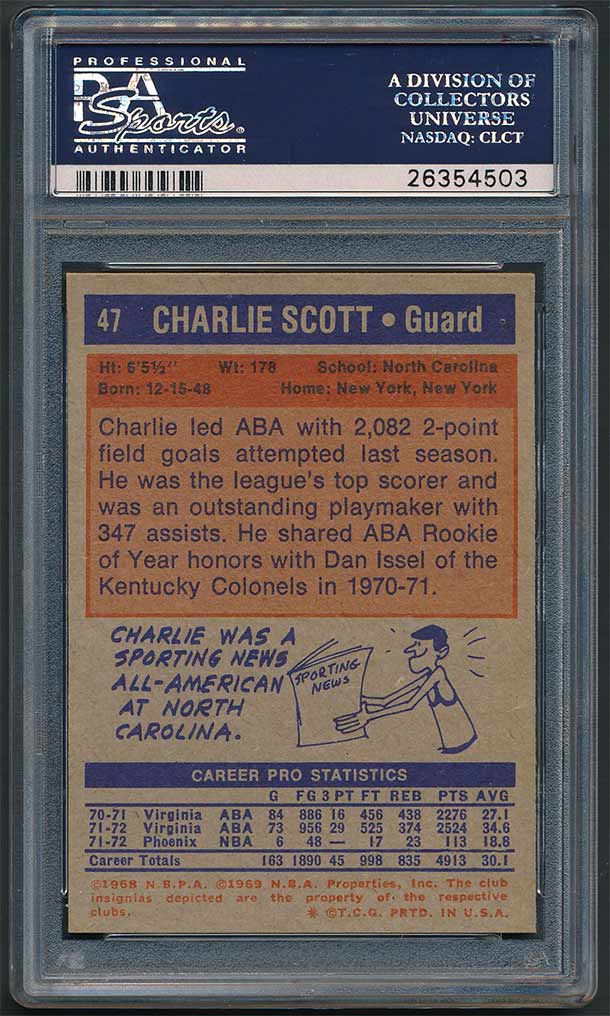 PROFESSIONAL
PSA
Sports®
AUTHENTICATOR
A DIVISION OF
COLLECTORS
UNIVERSE
NASDAQ: CLCT
26354503
47 CHARLIE SCOTT • Guard
Ht: 6'5½" Wt: 178 School: North Carolina
Born: 12-15-48 Home: New York, New York
Charlie led ABA with 2,082 2-point
field goals attempted last season.
He was the league's top scorer and
was an outstanding playmaker with
347 assists. He shared ABA Rookie
of Year honors with Dan Issel of the
Kentucky Colonels in 1970-71.
CHARLIE WAS A
SPORTING NEWS
ALL-AMERICAN
AT NORTH
CAROLINA.
SPORTING
NEWS
CAREER PRO STATISTICS
G FG 3 PT FT REB PTS AVG
70-71 Virginia ABA 84 886 16 456 438 2276 27.1
71-72 Virginia ABA 73 956 29 525 374 2524 34.6
71-72 Phoenix NBA 6 48 — 17 23 113 18.8
Career Totals 163 1890 45 998 835 4913 30.1
©1968 N.B.P.A. ©1969 N.B.A. Properties, Inc. The club
insignias depicted are the property of the respective
clubs. * ©T.C.G. PRTD. IN U.S.A.